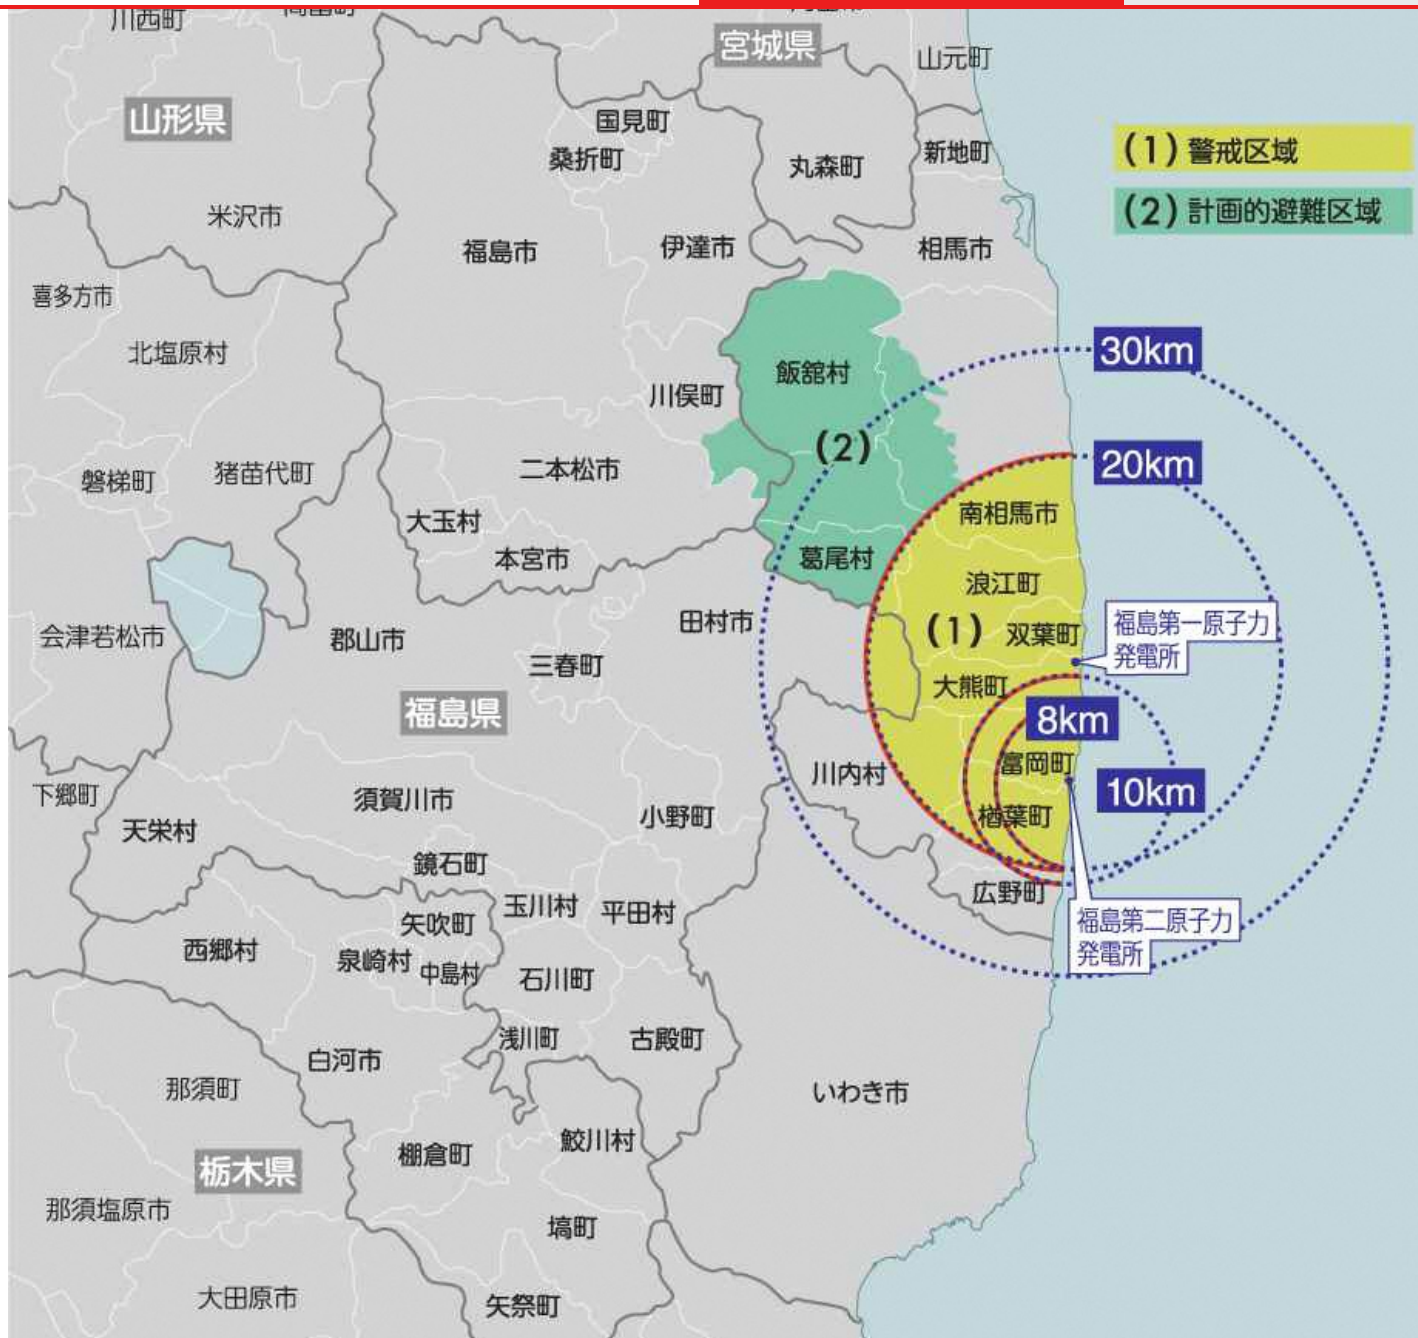 川西町
宮城県
山元町
山形県
国見町
桑折町
丸森町
新地町
(1) 警戒区域
(2) 計画的避難区域
米沢市
福島市
伊達市
相馬市
喜多方市
北塩原村
30km
飯舘村
川俣町
(2)
20km
磐梯町
猪苗代町
二本松市
大玉村
本宮市
南相馬市
葛尾村
浪江町
会津若松市
郡山市
三春町
田村市
(1)
双葉町
福島第一原子力
発電所
大熊町
福島県
8km
富岡町
10km
川内村
楢葉町
下郷町
天栄村
須賀川市
小野町
鏡石町
広野町
玉川村
平田村
矢吹町
福島第二原子力
発電所
西郷村
泉崎村
中島村
石川町
白河市
浅川町
古殿町
那須町
いわき市
栃木県
棚倉町
鮫川村
那須塩原市
塙町
大田原市
矢祭町